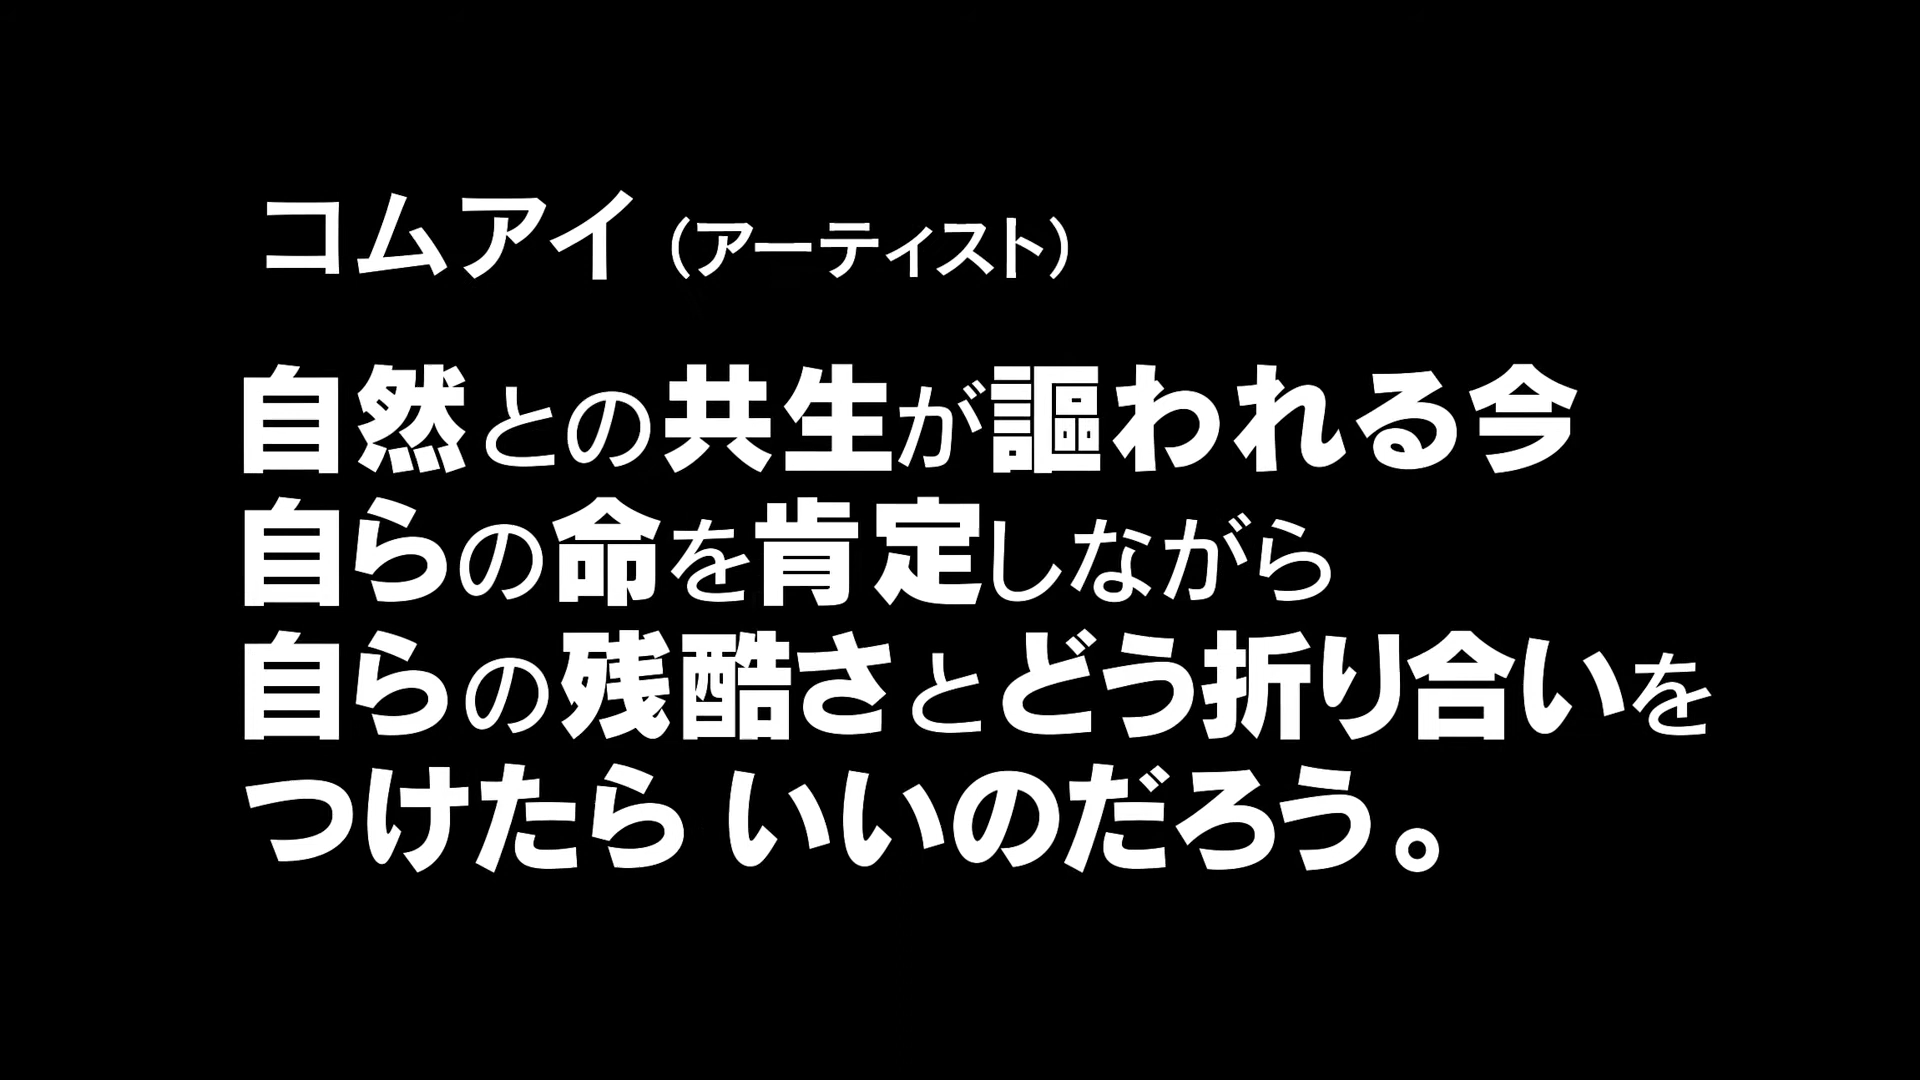 コムアイ（アーティスト）
自然との共生が謳われる今
自らの命を肯定しながら
自らの残酷さとどう折り合いを
つけたら いいのだろう。